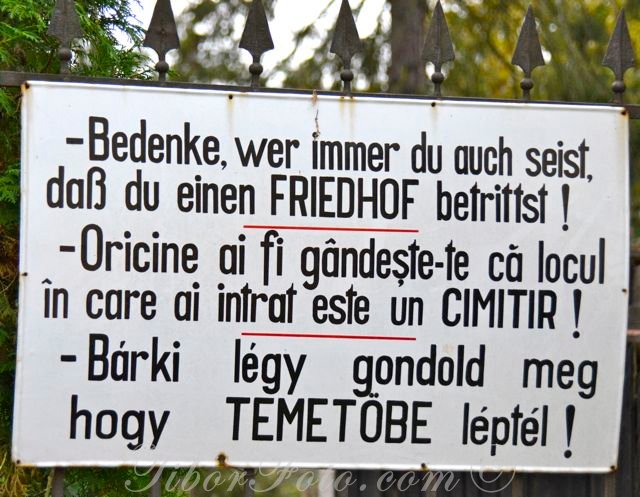 -Bedenke, wer immer du auch seist,
daß du einen FRIEDHOF betrittst!
-Oricine ai fi gândește-te că locul
în care ai intrat este un CIMITIR!
-Bárki légy gondold meg
hogy TEMETÖBE léptél!
TiborFoto.com ©